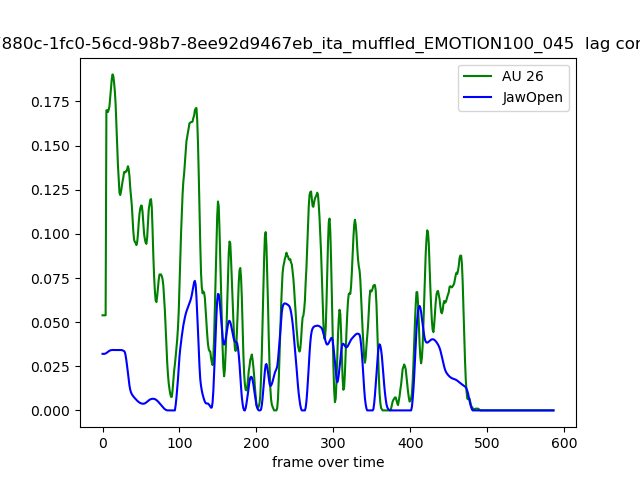 7880c-1fc0-56cd-98b7-8ee92d9467eb_ita_muffled_EMOTION100_045 lag cor
AU 26
JawOpen
0.175
0.150
0.125
0.100
0.075
0.050
0.025
0.000
0 100 200 300 400 500 600
frame over time